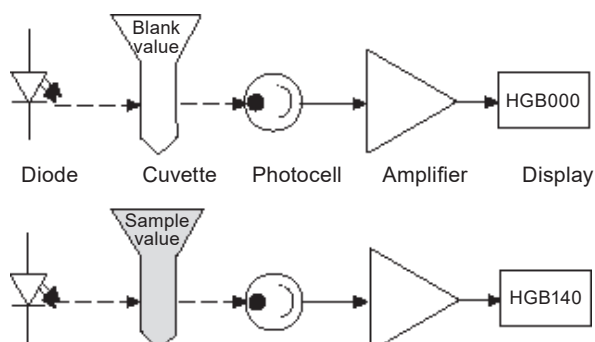 Blank
value
HGB000
Diode Cuvette Photocell Amplifier Display
Sample
value
HGB140